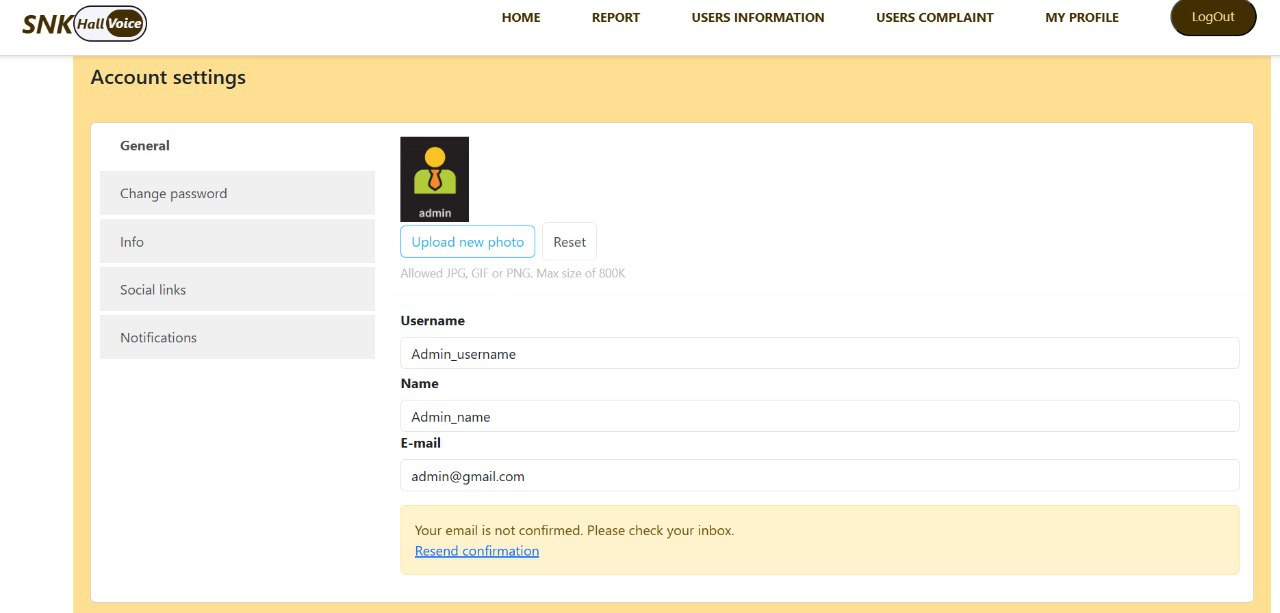 SNK Hall Voice
HOME REPORT USERS INFORMATION USERS COMPLAINT MY PROFILE LogOut
Account settings
General
Change password
Info
Social links
Notifications
admin
Upload new photo Reset
Allowed JPG, GIF or PNG. Max size of 800K
Username
Admin_username
Name
Admin_name
E-mail
admin@gmail.com
Your email is not confirmed. Please check your inbox.
Resend confirmation